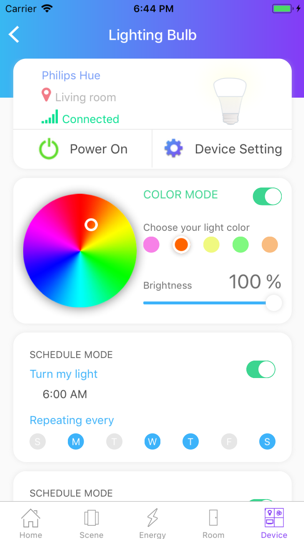 Carrier 6:44 PM
Lighting Bulb
Philips Hue
Living room
Connected
Power On Device Setting
COLOR MODE
Choose your light color
Brightness 100 %
SCHEDULE MODE
Turn my light
6:00 AM
Repeating every
S M T W T F S
SCHEDULE MODE
Home Scene Energy Room Device